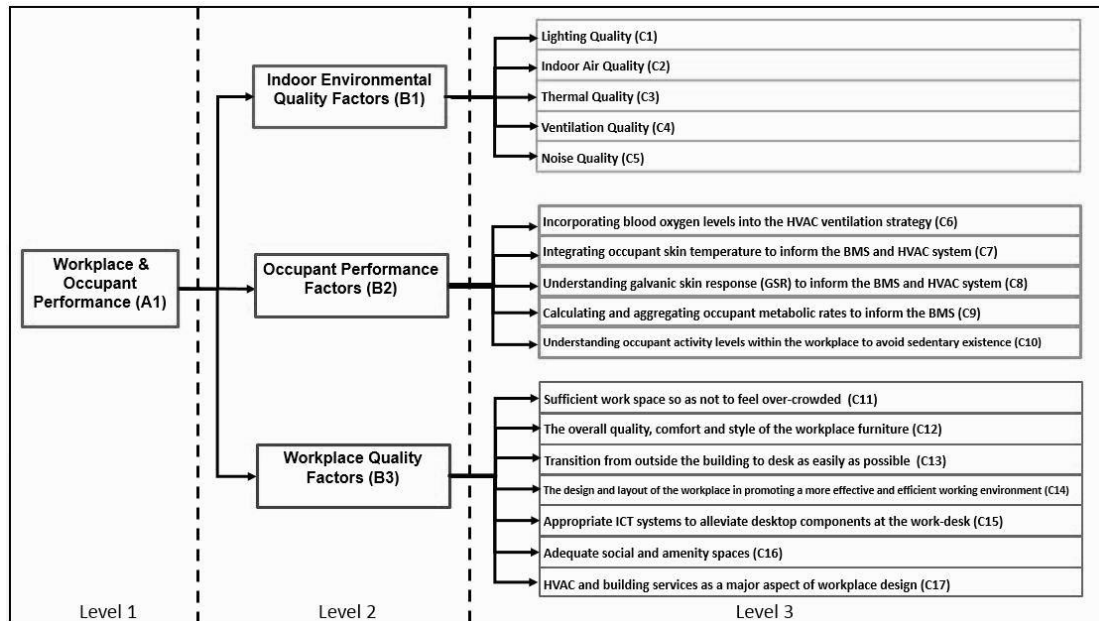 Workplace &
Occupant
Performance (A1)
Level 1
Indoor Environmental
Quality Factors (B1)
Occupant Performance
Factors (B2)
Workplace Quality
Factors (B3)
Level 2
Lighting Quality (C1)
Indoor Air Quality (C2)
Thermal Quality (C3)
Ventilation Quality (C4)
Noise Quality (C5)
Incorporating blood oxygen levels into the HVAC ventilation strategy (C6)
Integrating occupant skin temperature to inform the BMS and HVAC system (C7)
Understanding galvanic skin response (GSR) to inform the BMS and HVAC system (C8)
Calculating and aggregating occupant metabolic rates to inform the BMS (C9)
Understanding occupant activity levels within the workplace to avoid sedentary existence (C10)
Sufficient work space so as not to feel over-crowded (C11)
The overall quality, comfort and style of the workplace furniture (C12)
Transition from outside the building to desk as easily as possible (C13)
The design and layout of the workplace in promoting a more effective and efficient working environment (C14)
Appropriate ICT systems to alleviate desktop components at the work-desk (C15)
Adequate social and amenity spaces (C16)
HVAC and building services as a major aspect of workplace design (C17)
Level 3